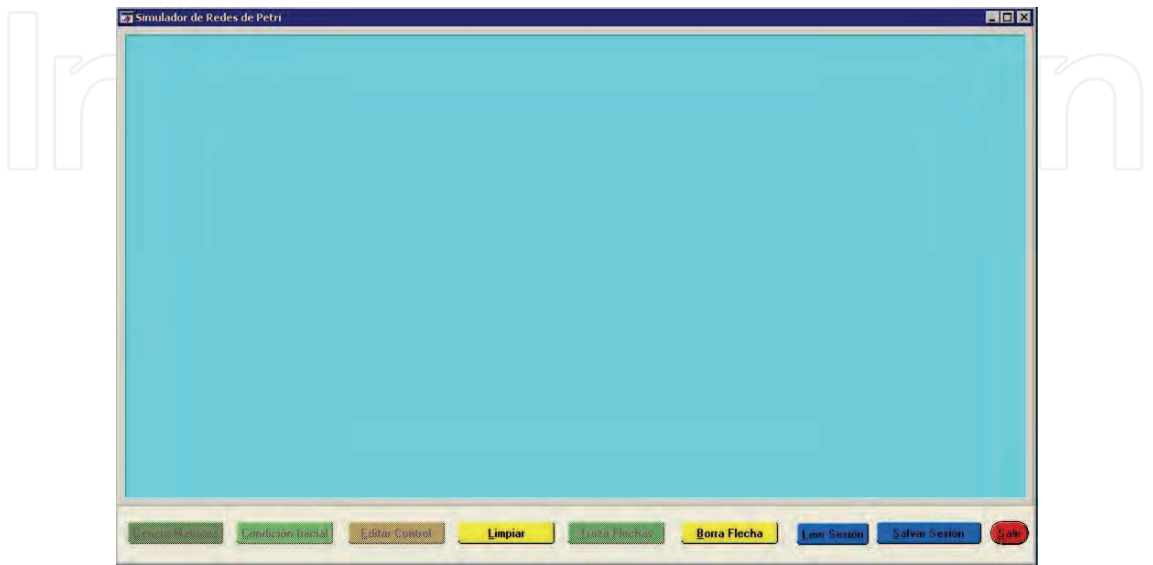 Simulador de Redes de Petri
Condición Inicial
Editar Control
Limpiar
Traza Flechas
Borra Flecha
Leer Sesión
Salvar Sesión
Salir